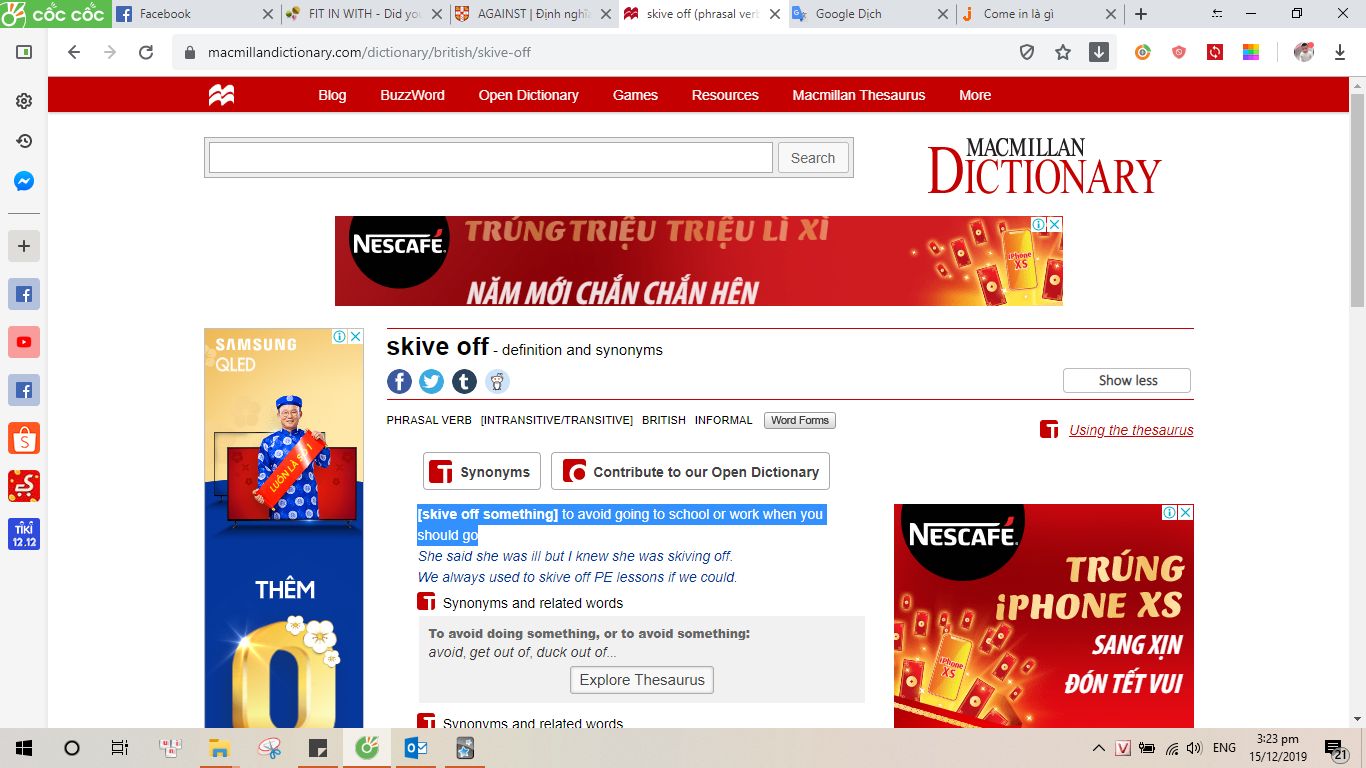 cốc cốc
Facebook
FIT IN WITH - Did you
AGAINST | Định nghĩa
skive off (phrasal verb
Google Dịch
Come in là gì
macmillandictionary.com/dictionary/british/skive-off
Blog BuzzWord Open Dictionary Games Resources Macmillan Thesaurus More
Search
MACMILLAN
DICTIONARY
NESCAFÉ
TRÚNG TRIỆU TRIỆU LÌ XÌ
NĂM MỚI CHẮN CHẮN HÊN
iPhone
XS
SAMSUNG
QLED
LUÔN LÀ SỐ 1
THÊM
0
skive off - definition and synonyms
Show less
PHRASAL VERB [INTRANSITIVE/TRANSITIVE] BRITISH INFORMAL Word Forms
Using the thesaurus
Synonyms
Contribute to our Open Dictionary
[skive off something] to avoid going to school or work when you
should go
She said she was ill but I knew she was skiving off.
We always used to skive off PE lessons if we could.
Synonyms and related words
To avoid doing something, or to avoid something:
avoid, get out of, duck out of...
Explore Thesaurus
Synonyms and related words
NESCAFÉ
TRÚNG
iPHONE XS
SANG XỊN
ĐÓN TẾT VUI
iPhone
XS
TIKI
12.12
ENG
3:23 pm
15/12/2019
21